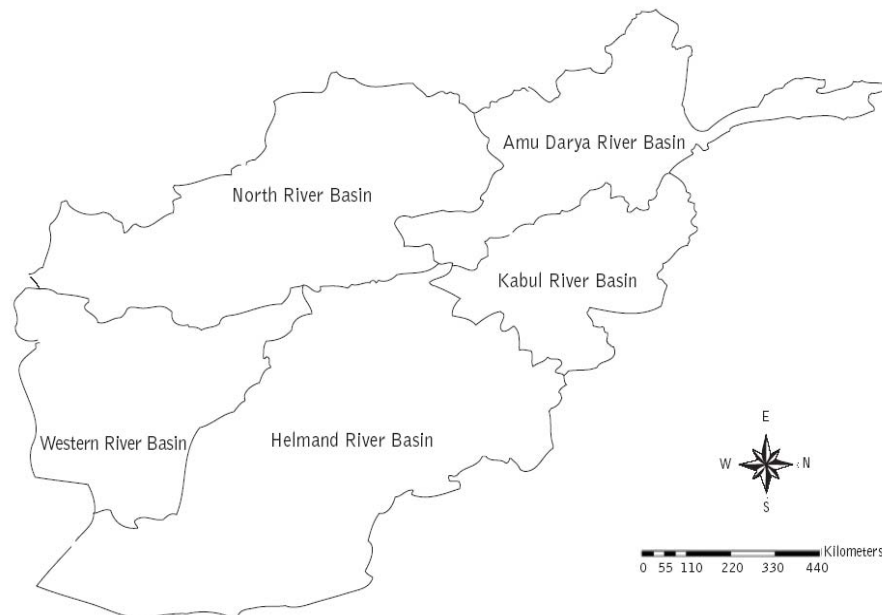 Amu Darya River Basin
North River Basin
Kabul River Basin
Western River Basin
Helmand River Basin
E
W N
S
Kilometers
0 55 110 220 330 440